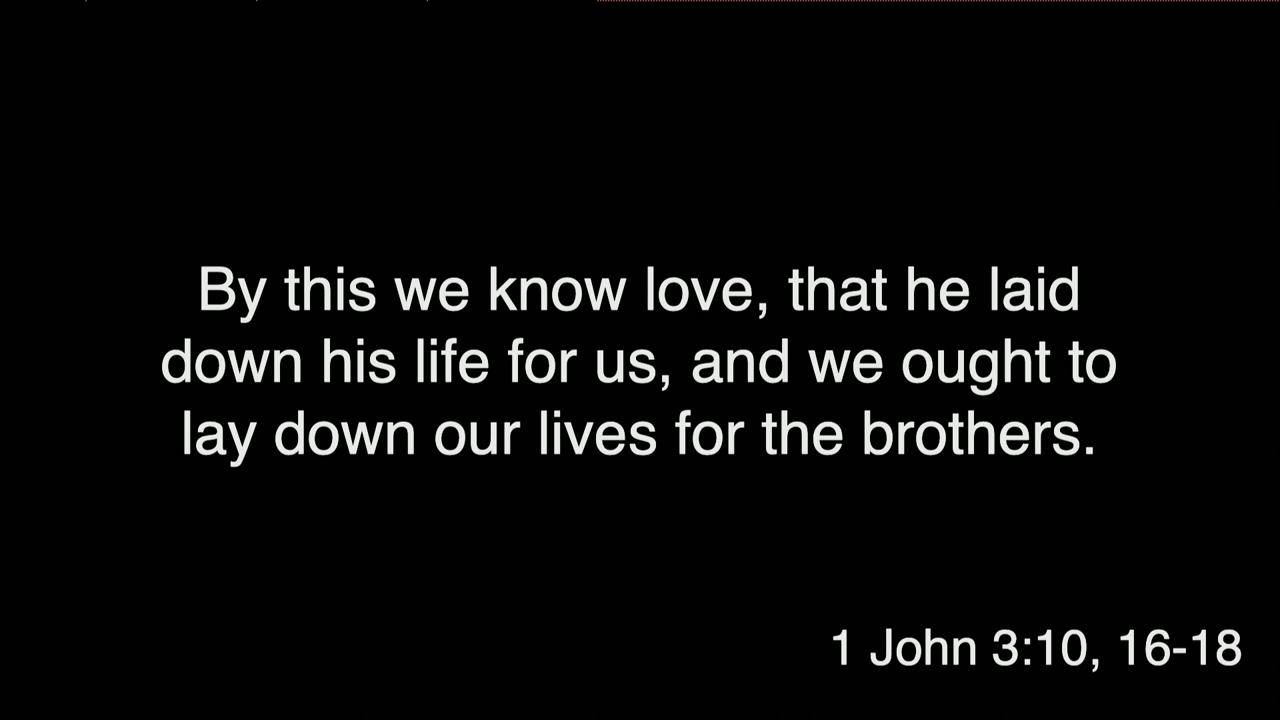 By this we know love, that he laid
down his life for us, and we ought to
lay down our lives for the brothers.
1 John 3:10, 16-18